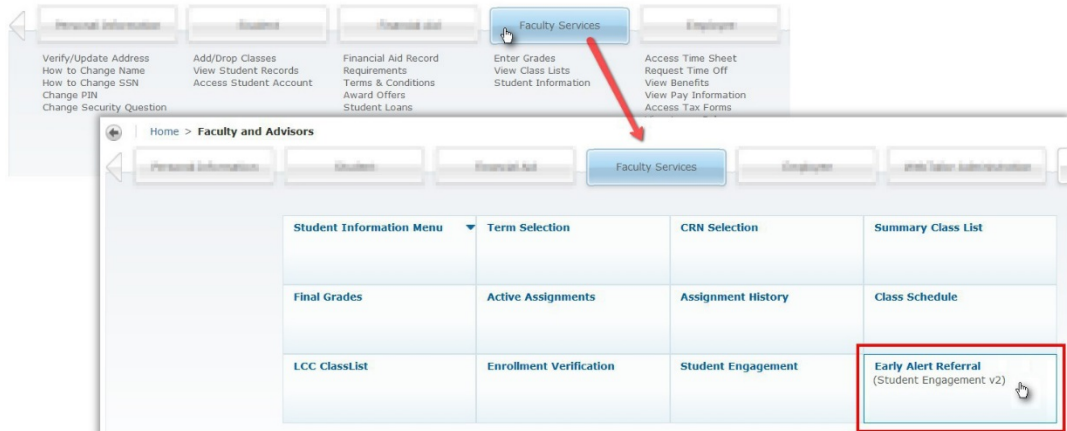 Faculty Services
Verify/Update Address
How to Change Name
How to Change SSN
Change PIN
Change Security Question
Add/Drop Classes
View Student Records
Access Student Account
Financial Aid Record
Requirements
Terms & Conditions
Award Offers
Student Loans
Enter Grades
View Class Lists
Student Information
Access Time Sheet
Request Time Off
View Benefits
View Pay Information
Access Tax Forms
Home > Faculty and Advisors
Faculty Services
Student Information Menu
Term Selection
CRN Selection
Summary Class List
Final Grades
Active Assignments
Assignment History
Class Schedule
LCC ClassList
Enrollment Verification
Student Engagement
Early Alert Referral
(Student Engagement v2)